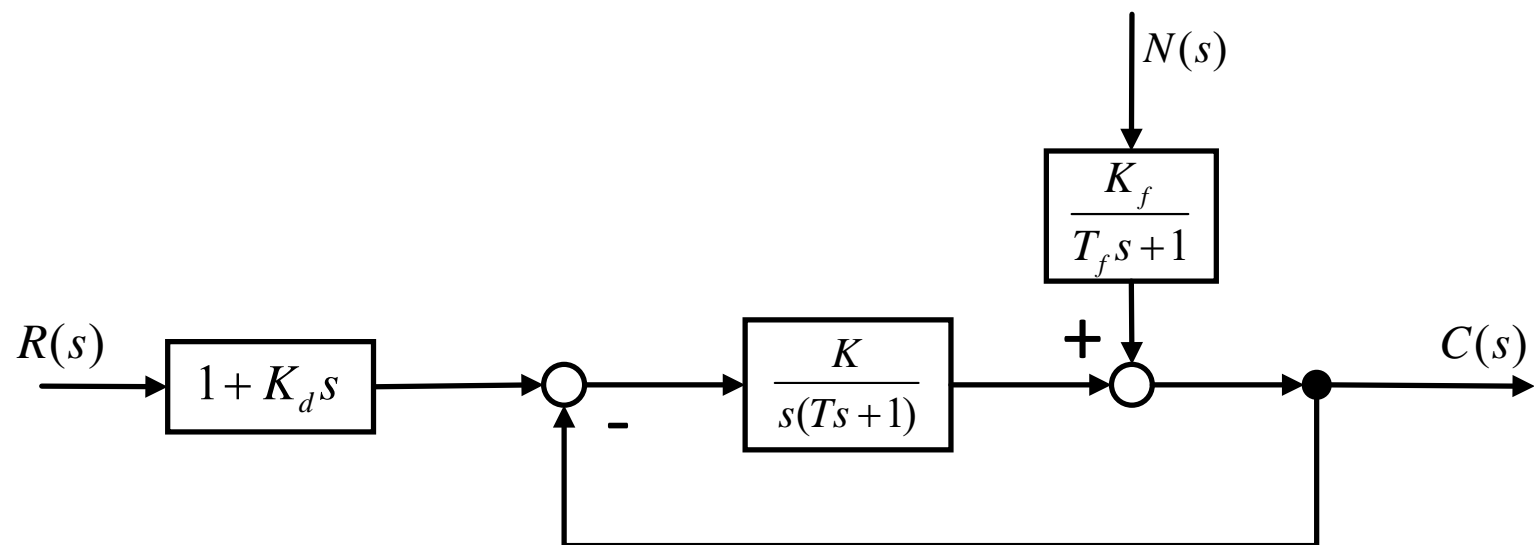 N(s)
K_f
T_f s + 1
R(s)
1 + K_d s
-
K
s(Ts + 1)
+
C(s)